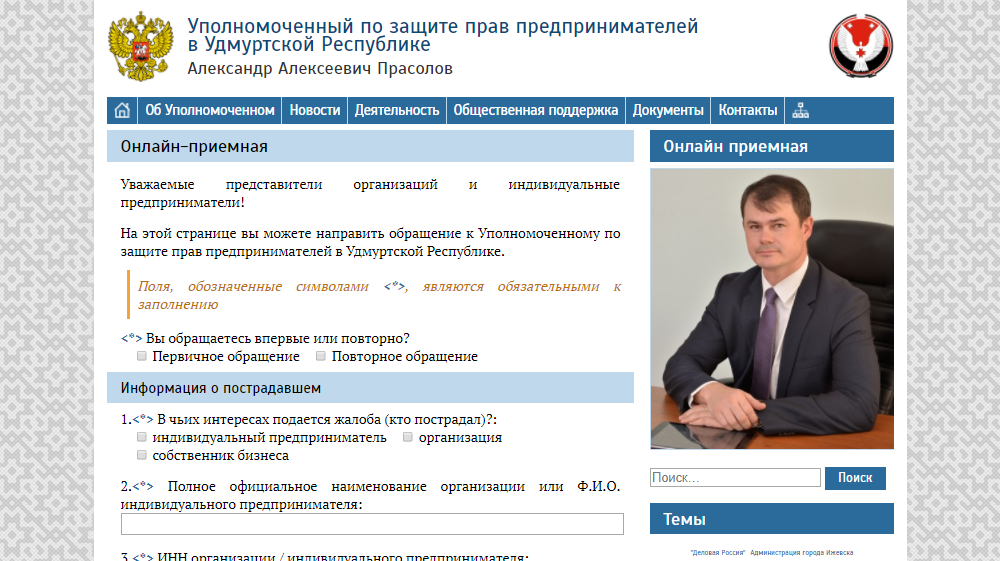 Уполномоченный по защите прав предпринимателей
в Удмуртской Республике
Александр Алексеевич Прасолов
Об Уполномоченном Новости Деятельность Общественная поддержка Документы Контакты
Онлайн-приемная
Уважаемые представители организаций и индивидуальные
предприниматели!
На этой странице вы можете направить обращение к Уполномоченному по
защите прав предпринимателей в Удмуртской Республике.
Поля, обозначенные символами <*>, являются обязательными к
заполнению
<*> Вы обращаетесь впервые или повторно?
Первичное обращение Повторное обращение
Информация о пострадавшем
1.<*> В чьих интересах подается жалоба (кто пострадал)?:
индивидуальный предприниматель организация
собственник бизнеса
2.<*> Полное официальное наименование организации или Ф.И.О.
индивидуального предпринимателя:
3.<*> ИНН организации / индивидуального предпринимателя:
Онлайн приемная
Поиск... Поиск
Темы
"Деловая Россия" Администрация города Ижевска